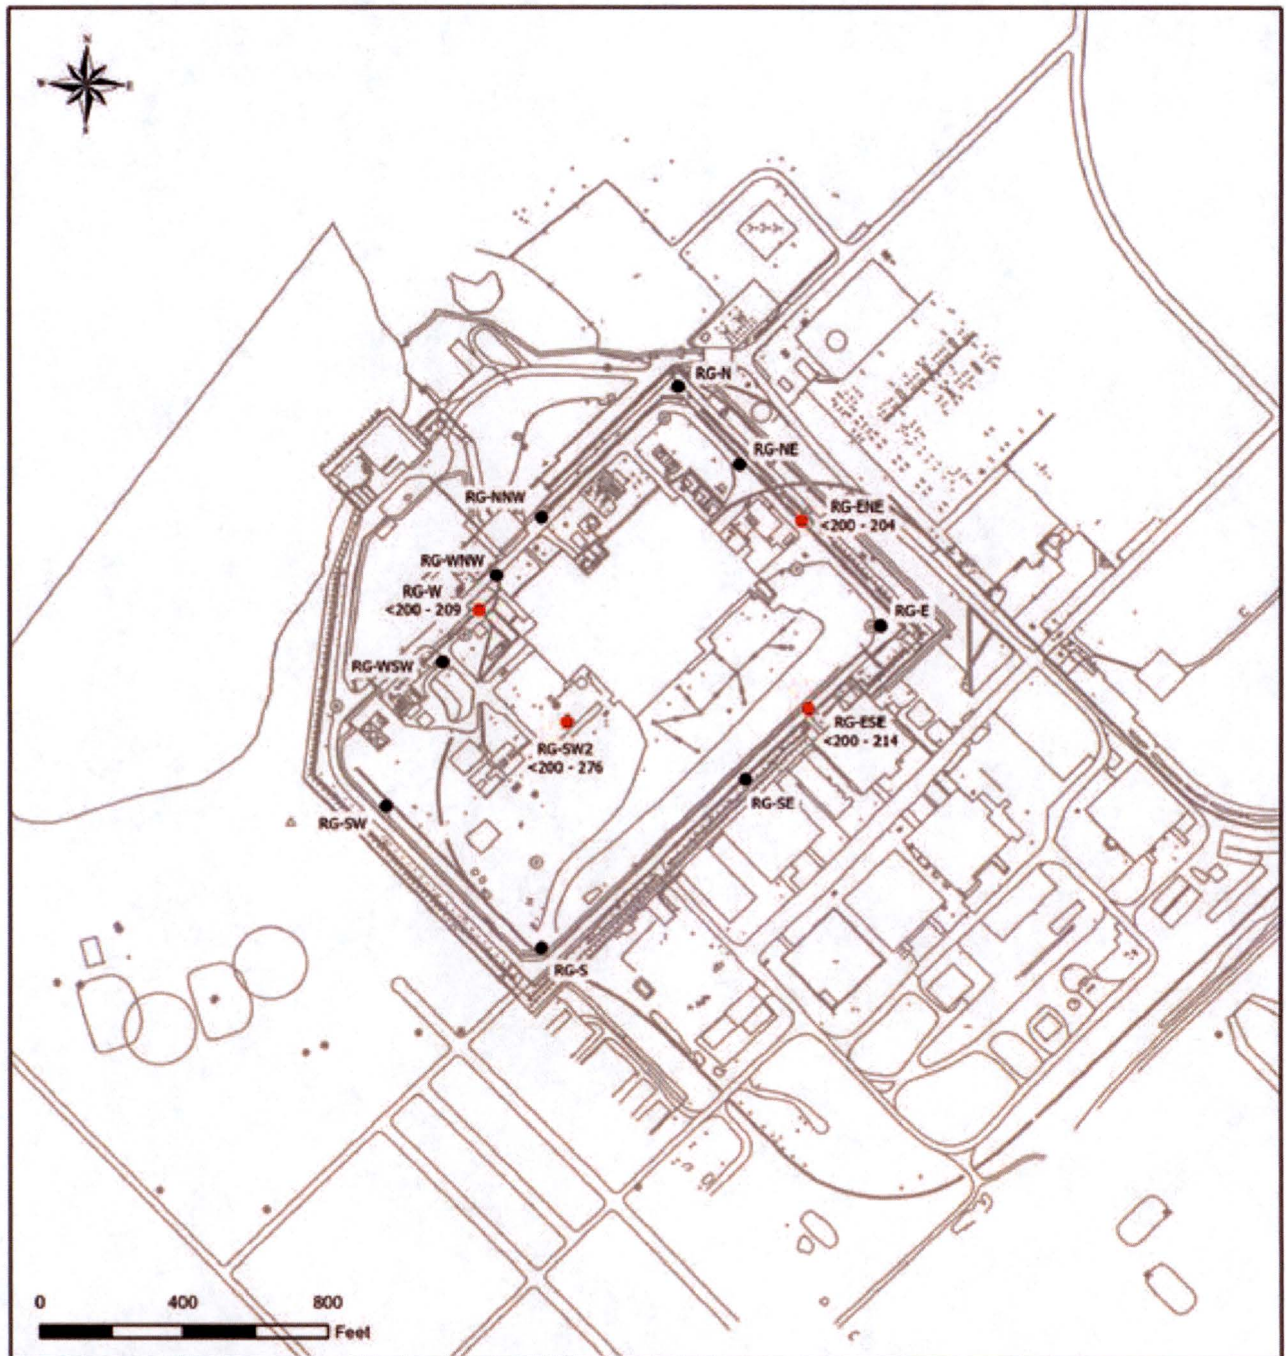 N
W E
S
RG-N
RG-NE
RG-NNW
RG-ENE
<200 - 204
RG-WNW
RG-W
<200 - 209
RG-E
RG-WSW
RG-ESE
<200 - 214
RG-SW2
<200 - 276
RG-SE
RG-SW
RG-S
0 400 800
Feet